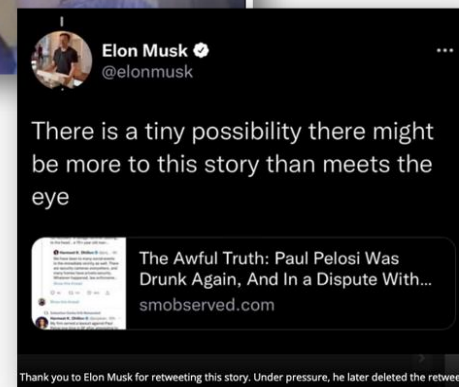 Elon Musk
@elonmusk
There is a tiny possibility there might
be more to this story than meets the
eye
The Awful Truth: Paul Pelosi Was
Drunk Again, And In a Dispute With...
smobserved.com
Thank you to Elon Musk for retweeting this story. Under pressure, he later deleted the